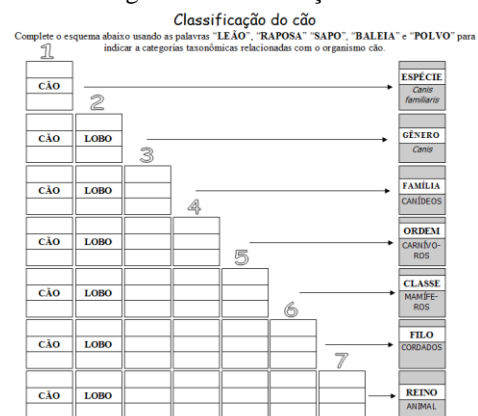 Classificação do cão
Complete o esquema abaixo usando as palavras "LEÃO", "RAPOSA" "SAPO", "BALEIA" e "POLVO" para
indicar a categorias taxonômicas relacionadas com o organismo cão.
1
CÃO
ESPÉCIE
Canis
familiaris
2
CÃO LOBO
GÊNERO
Canis
3
CÃO LOBO
FAMÍLIA
CANÍDEOS
4
CÃO LOBO
ORDEM
CARNÍVO-
ROS
5
CÃO LOBO
CLASSE
MAMÍFE-
ROS
6
CÃO LOBO
FILO
CORDADOS
7
CÃO LOBO
REINO
ANIMAL